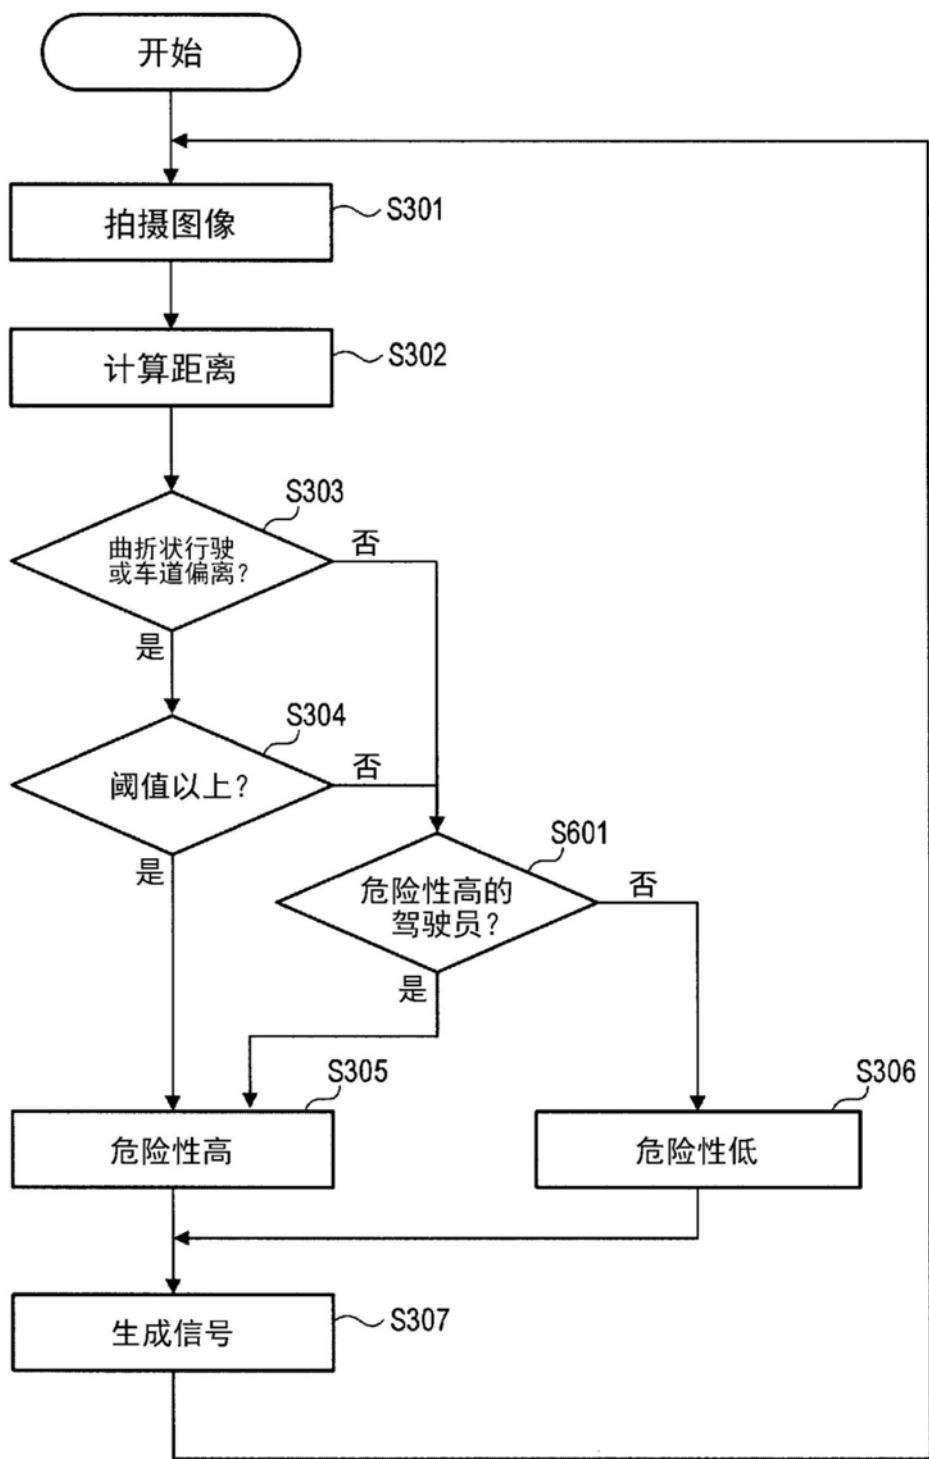 开始
拍摄图像
S301
计算距离
S302
S303
曲折状行驶
或车道偏离?
否
是
S304
阈值以上?
否
是
S601
危险性高的
驾驶员?
否
是
S305
危险性高
S306
危险性低
生成信号
S307